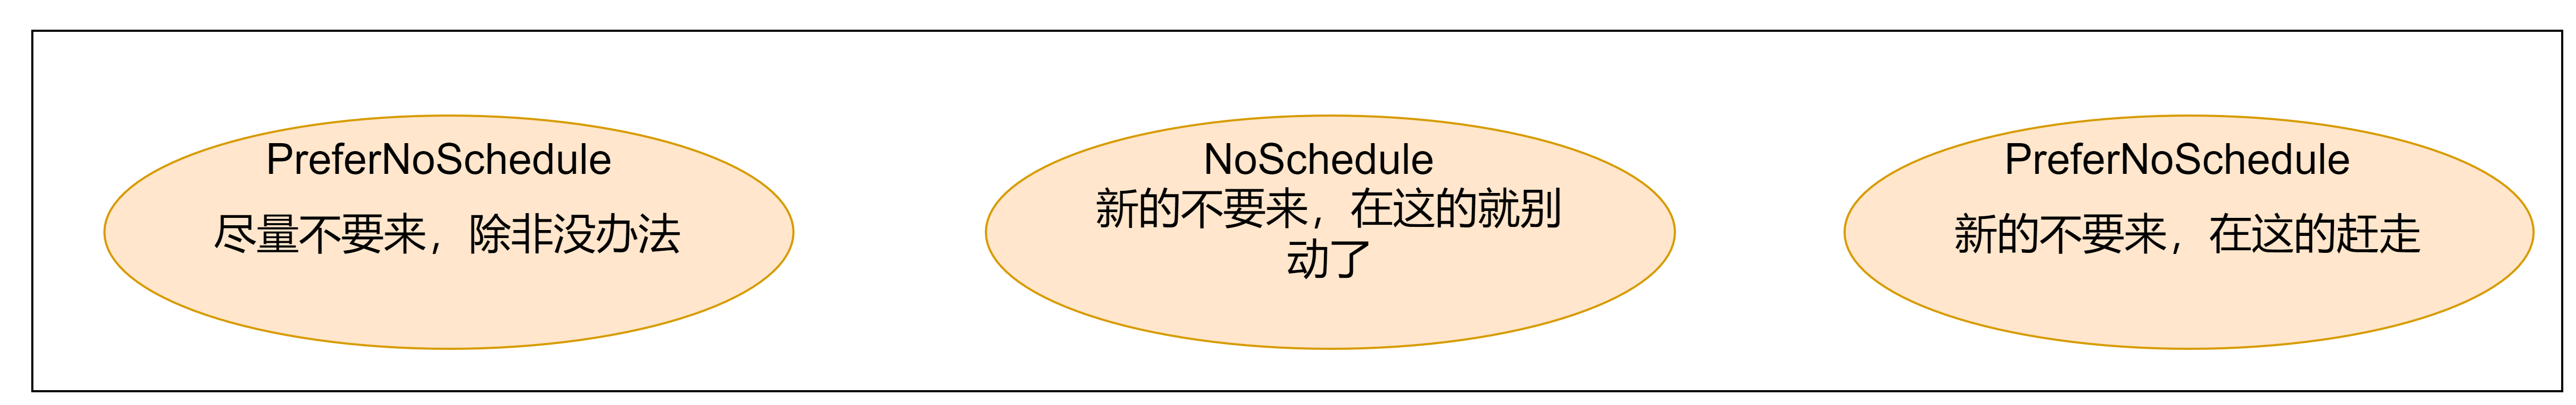 PreferNoSchedule
尽量不要来，除非没办法
NoSchedule
新的不要来，在这的就别
动了
PreferNoSchedule
新的不要来，在这的赶走